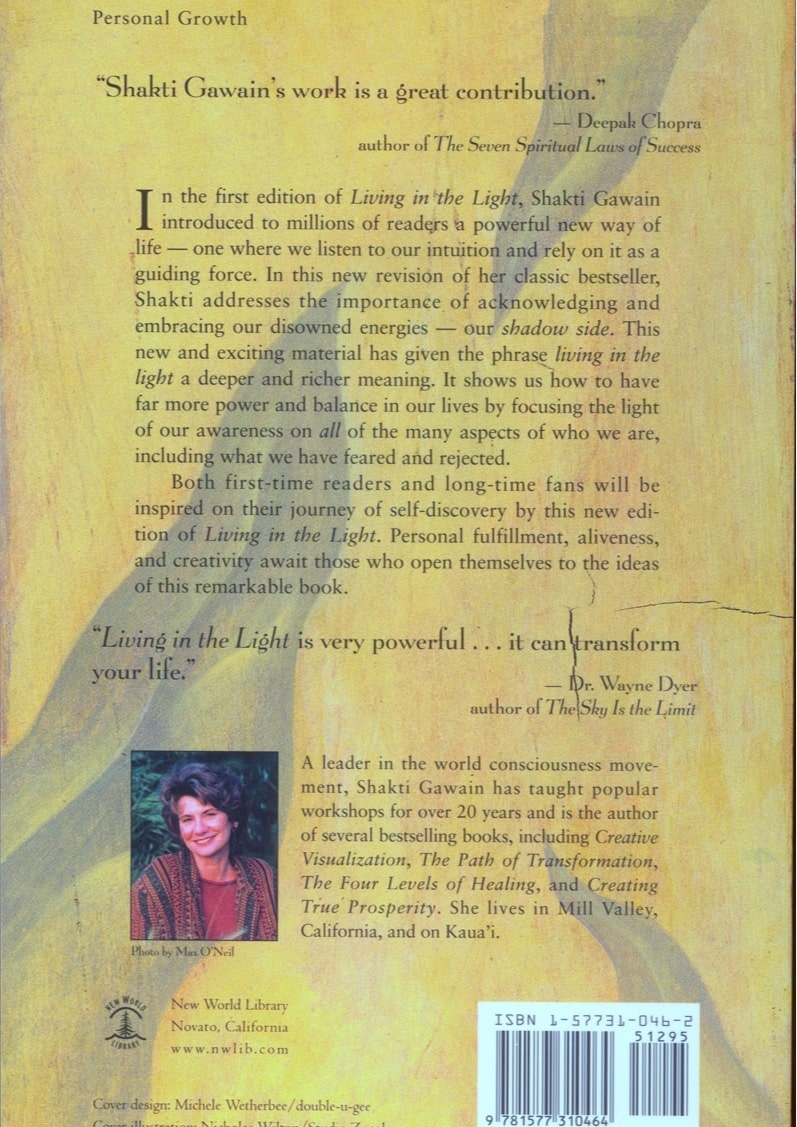 Personal Growth
“Shakti Gawain’s work is a great contribution.”
— Deepak Chopra
author of The Seven Spiritual Laws of Success
In the first edition of Living in the Light, Shakti Gawain
introduced to millions of readers a powerful new way of
life — one where we listen to our intuition and rely on it as a
guiding force. In this new revision of her classic bestseller,
Shakti addresses the importance of acknowledging and
embracing our disowned energies — our shadow side. This
new and exciting material has given the phrase living in the
light a deeper and richer meaning. It shows us how to have
far more power and balance in our lives by focusing the light
of our awareness on all of the many aspects of who we are,
including what we have feared and rejected.
Both first-time readers and long-time fans will be
inspired on their journey of self-discovery by this new edi-
tion of Living in the Light. Personal fulfillment, aliveness,
and creativity await those who open themselves to the ideas
of this remarkable book.
“Living in the Light is very powerful . . . it can transform
your life.”
— Dr. Wayne Dyer
author of The Sky Is the Limit
A leader in the world consciousness move-
ment, Shakti Gawain has taught popular
workshops for over 20 years and is the author
of several bestselling books, including Creative
Visualization, The Path of Transformation,
The Four Levels of Healing, and Creating
True Prosperity. She lives in Mill Valley,
California, and on Kaua’i.
Photo by Max O’Neil
NEW WORLD
LIBRARY
New World Library
Novato, California
www.nwlib.com
ISBN 1-57731-046-2
51295
9 781577 310464
Cover design: Michele Wetherbee/double-u-gee
Cover illustration: